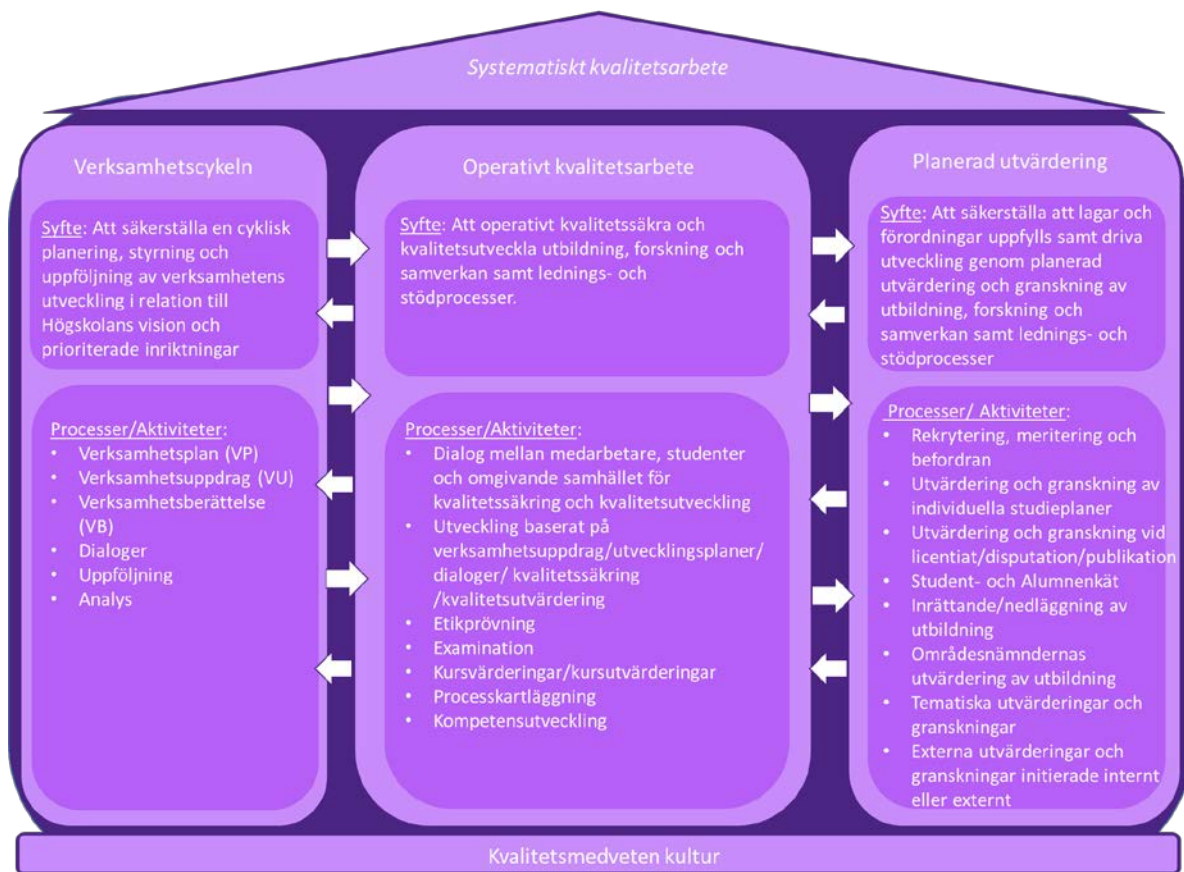 Systematiskt kvalitetsarbete
Verksamhetscykeln
Syfte: Att säkerställa en cyklisk
planering, styrning och
uppföljning av verksamhetens
utveckling i relation till
Högskolans vision och
prioriterade inriktningar
Processer/Aktiviteter:
• Verksamhetsplan (VP)
• Verksamhetsuppdrag (VU)
• Verksamhetsberättelse
(VB)
• Dialoger
• Uppföljning
• Analys
Operativt kvalitetsarbete
Syfte: Att operativt kvalitetssäkra och
kvalitetsutveckla utbildning, forskning och
samverkan samt lednings- och
stödprocesser.
Processer/Aktiviteter:
• Dialog mellan medarbetare, studenter
och omgivande samhället för
kvalitetssäkring och kvalitetsutveckling
• Utveckling baserat på
verksamhetsuppdrag/utvecklingsplaner/
dialoger/ kvalitetssäkring
/kvalitetsutvärdering
• Etikprövning
• Examination
• Kursvärderingar/kursutvärderingar
• Processkartläggning
• Kompetensutveckling
Planerad utvärdering
Syfte: Att säkerställa att lagar och
förordningar uppfylls samt driva
utveckling genom planerad
utvärdering och granskning av
utbildning, forskning och
samverkan samt lednings- och
stödprocesser
Processer/ Aktiviteter:
• Rekrytering, meritering och
befordran
• Utvärdering och granskning av
individuella studieplaner
• Utvärdering och granskning vid
licentiat/disputation/publikation
• Student- och Alumnenkät
• Inrättande/nedläggning av
utbildning
• Områdesnämndernas
utvärdering av utbildning
• Tematiska utvärderingar och
granskningar
• Externa utvärderingar och
granskningar initierade internt
eller externt
Kvalitetsmedveten kultur